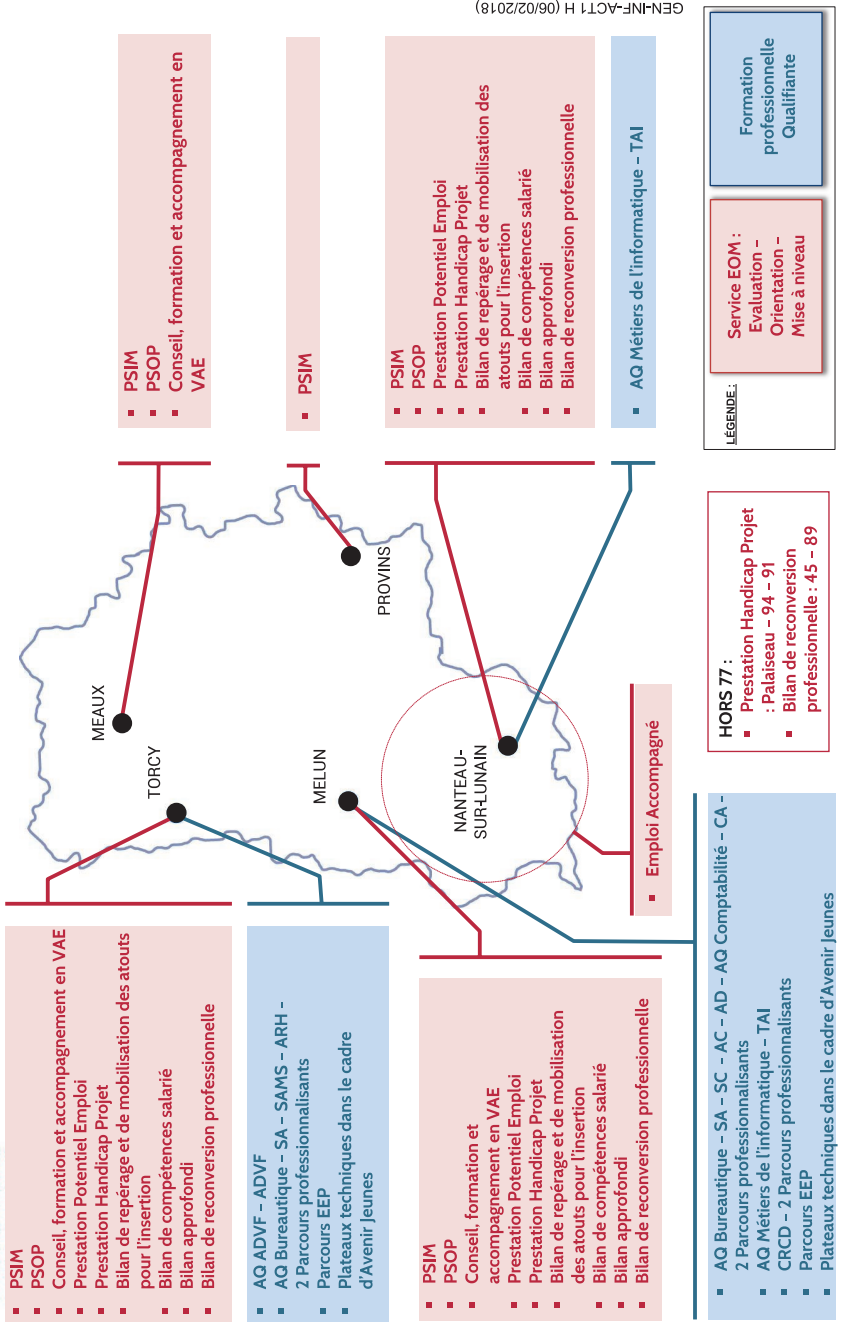 PSIM
PSOP
Conseil, formation et accompagnement en VAE
Prestation Potentiel Emploi
Prestation Handicap Projet
Bilan de repérage et de mobilisation des atouts
pour l'insertion
Bilan de compétences salarié
Bilan approfondi
Bilan de reconversion professionnelle
AQ ADVF – ADVF
AQ Bureautique – SA – SAMS – ARH –
2 Parcours professionnalisants
Parcours EEP
Plateaux techniques dans le cadre
d'Avenir Jeunes
PSIM
PSOP
Conseil, formation et
accompagnement en VAE
Prestation Potentiel Emploi
Prestation Handicap Projet
Bilan de repérage et de mobilisation
des atouts pour l'insertion
Bilan de compétences salarié
Bilan approfondi
Bilan de reconversion professionnelle
AQ Bureautique – SA – SC – AC – AD – AQ Comptabilité – CA –
2 Parcours professionnalisants
AQ Métiers de l'informatique – TAI
CRCD – 2 Parcours professionnalisants
Parcours EEP
Plateaux techniques dans le cadre d'Avenir Jeunes
MEAUX
TORCY
MELUN
PROVINS
NANTEAU-
SUR-LUNAIN
Emploi Accompagné
PSIM
PSOP
Conseil, formation et accompagnement en
VAE
PSIM
PSIM
PSOP
Prestation Potentiel Emploi
Prestation Handicap Projet
Bilan de repérage et de mobilisation des
atouts pour l'insertion
Bilan de compétences salarié
Bilan approfondi
Bilan de reconversion professionnelle
AQ Métiers de l'informatique – TAI
HORS 77 :
Prestation Handicap Projet
: Palaiseau – 94 – 91
Bilan de reconversion
professionnelle : 45 – 89
LÉGENDE :
Service EOM :
Evaluation –
Orientation –
Mise à niveau
Formation
professionnelle
Qualifiante
GEN-INF-ACT1 H (06/02/2018)